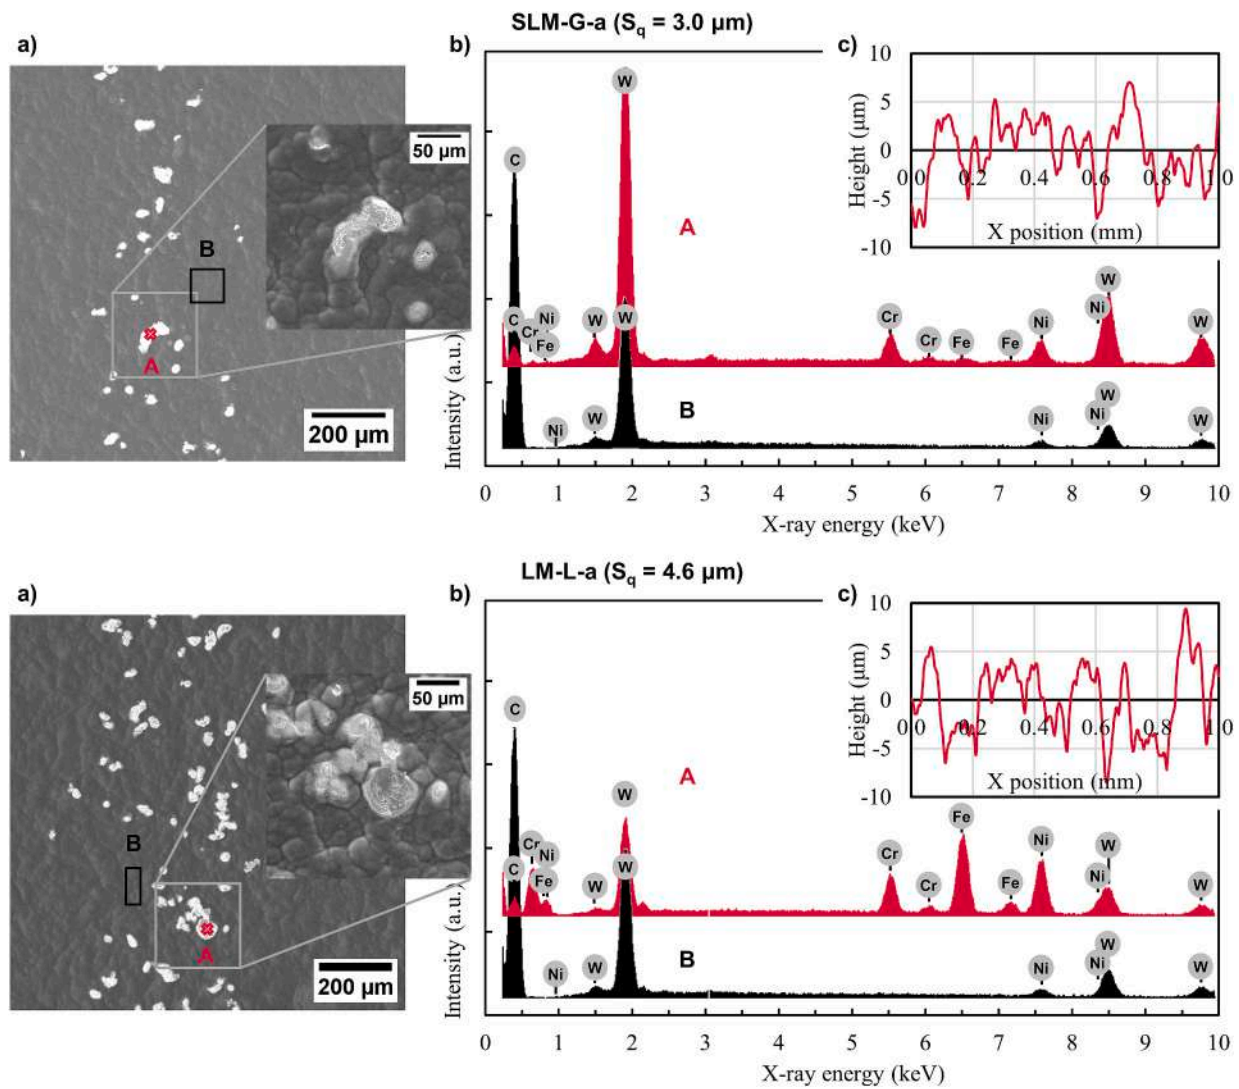 SLM-G-a (Sq = 3.0 µm)
a)
B
A
50 µm
200 µm
b)
W
C
A
C
Cr
Ni
Fe
W
W
Cr
Cr
Fe
Fe
Ni
Ni
W
W
B
Ni
W
Ni
Ni
W
W
Intensity (a.u.)
0 1 2 3 4 5 6 7 8 9 10
X-ray energy (keV)
c)
10
5
0
-5
-10
Height (µm)
0.0 0.2 0.4 0.6 0.8 1.0
X position (mm)
LM-L-a (Sq = 4.6 µm)
a)
B
A
50 µm
200 µm
b)
C
W
A
C
Cr
Ni
Fe
W
W
Cr
Cr
Fe
Fe
Ni
Ni
W
W
B
Ni
W
Ni
Ni
W
W
Intensity (a.u.)
0 1 2 3 4 5 6 7 8 9 10
X-ray energy (keV)
c)
10
5
0
-5
-10
Height (µm)
0.0 0.2 0.4 0.6 0.8 1.0
X position (mm)